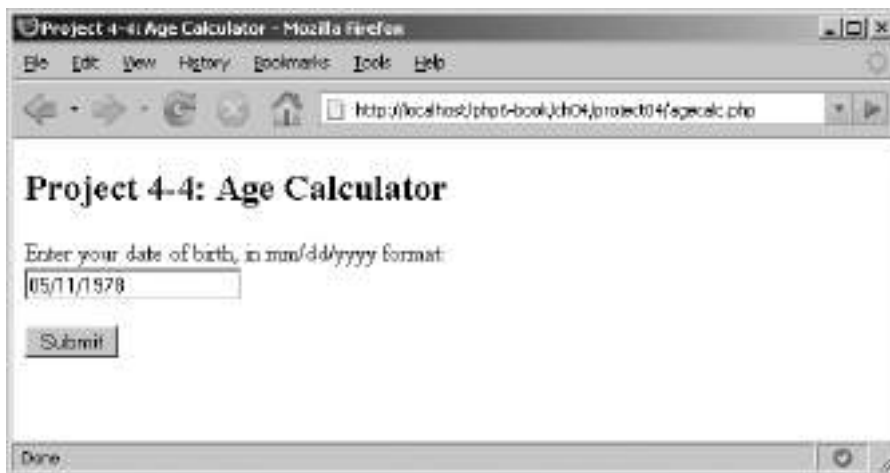 Project 4-4: Age Calculator - Mozilla Firefox
File Edit View History Bookmarks Tools Help
http://localhost/php6-book/ch04/project04/agecalc.php
Project 4-4: Age Calculator
Enter your date of birth, in mm/dd/yyyy format:
05/11/1978
Submit
Done